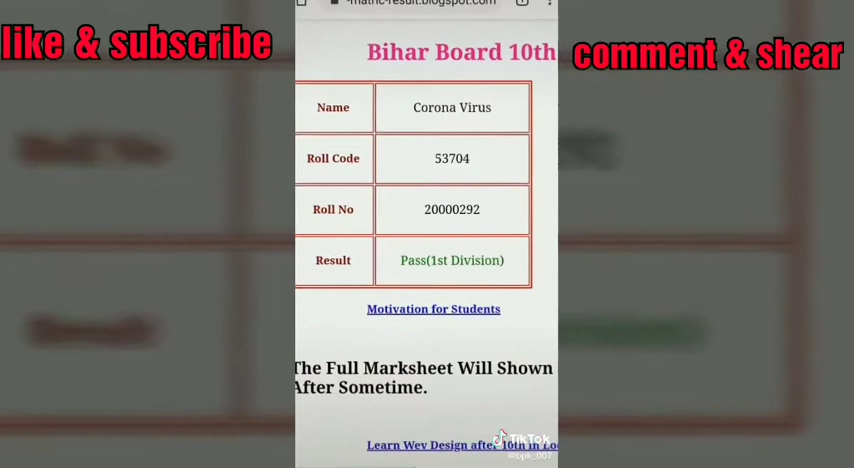 like & subscribe
comment & shear
-matric-result.blogspot.com
Bihar Board 10th
Name Corona Virus
Roll Code 53704
Roll No 20000292
Result Pass(1st Division)
Motivation for Students
The Full Marksheet Will Shown
After Sometime.
Learn Wev Design after 10th in Loc
TikTok
@bpk_007